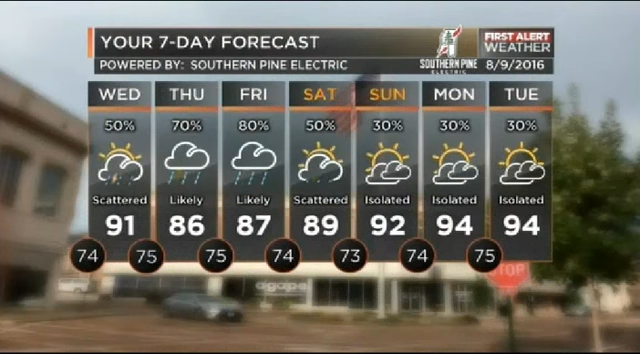 YOUR 7-DAY FORECAST
POWERED BY: SOUTHERN PINE ELECTRIC
SOUTHERN PINE
ELECTRIC
FIRST ALERT
WEATHER
8/9/2016
WED THU FRI SAT SUN MON TUE
50% 70% 80% 50% 30% 30% 30%
Scattered Likely Likely Scattered Isolated Isolated Isolated
91 86 87 89 92 94 94
74 75 75 74 73 74 75
agape
STOP